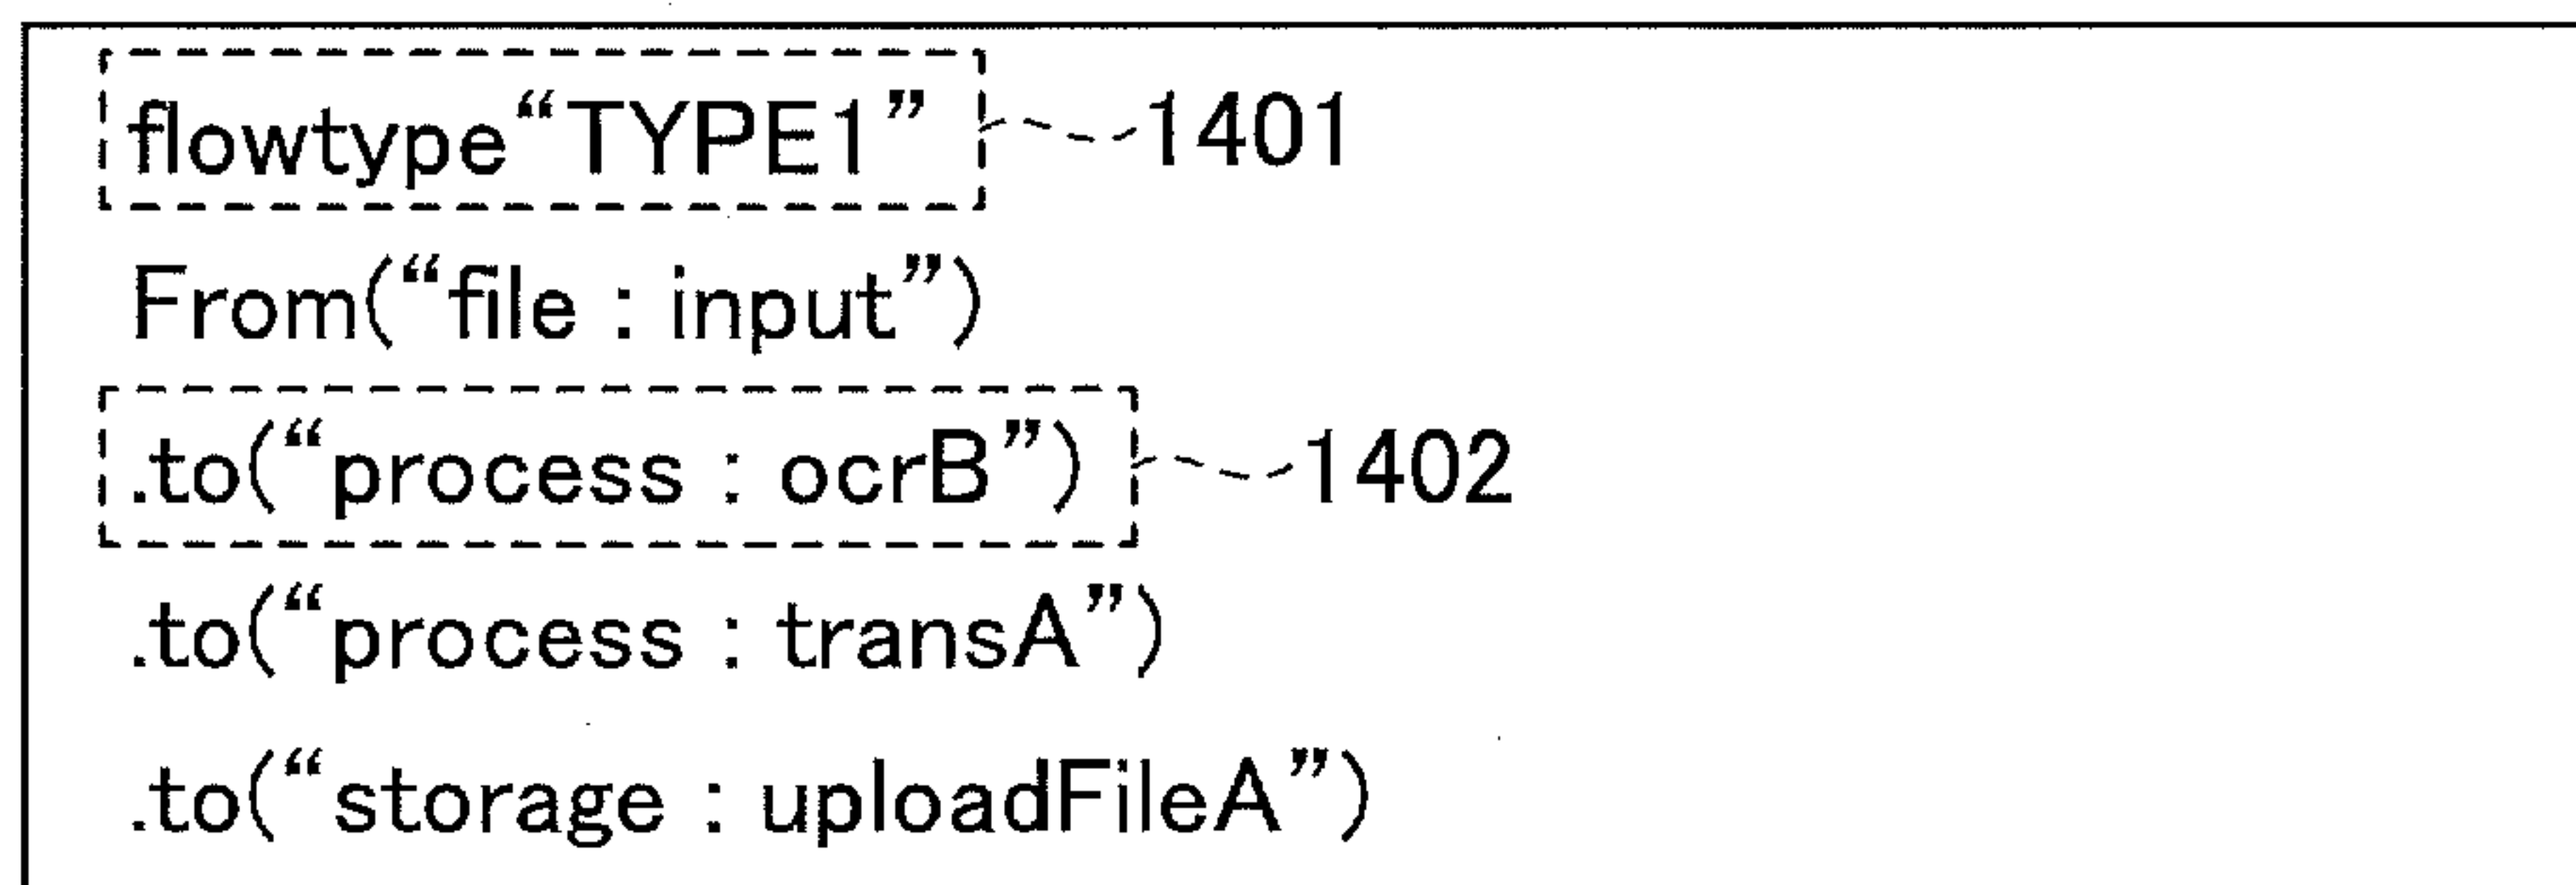 flowtype“TYPE1” 1401
From(“file : input”)
.to(“process : ocrB”) 1402
.to(“process : transA”)
.to(“storage : uploadFileA”)